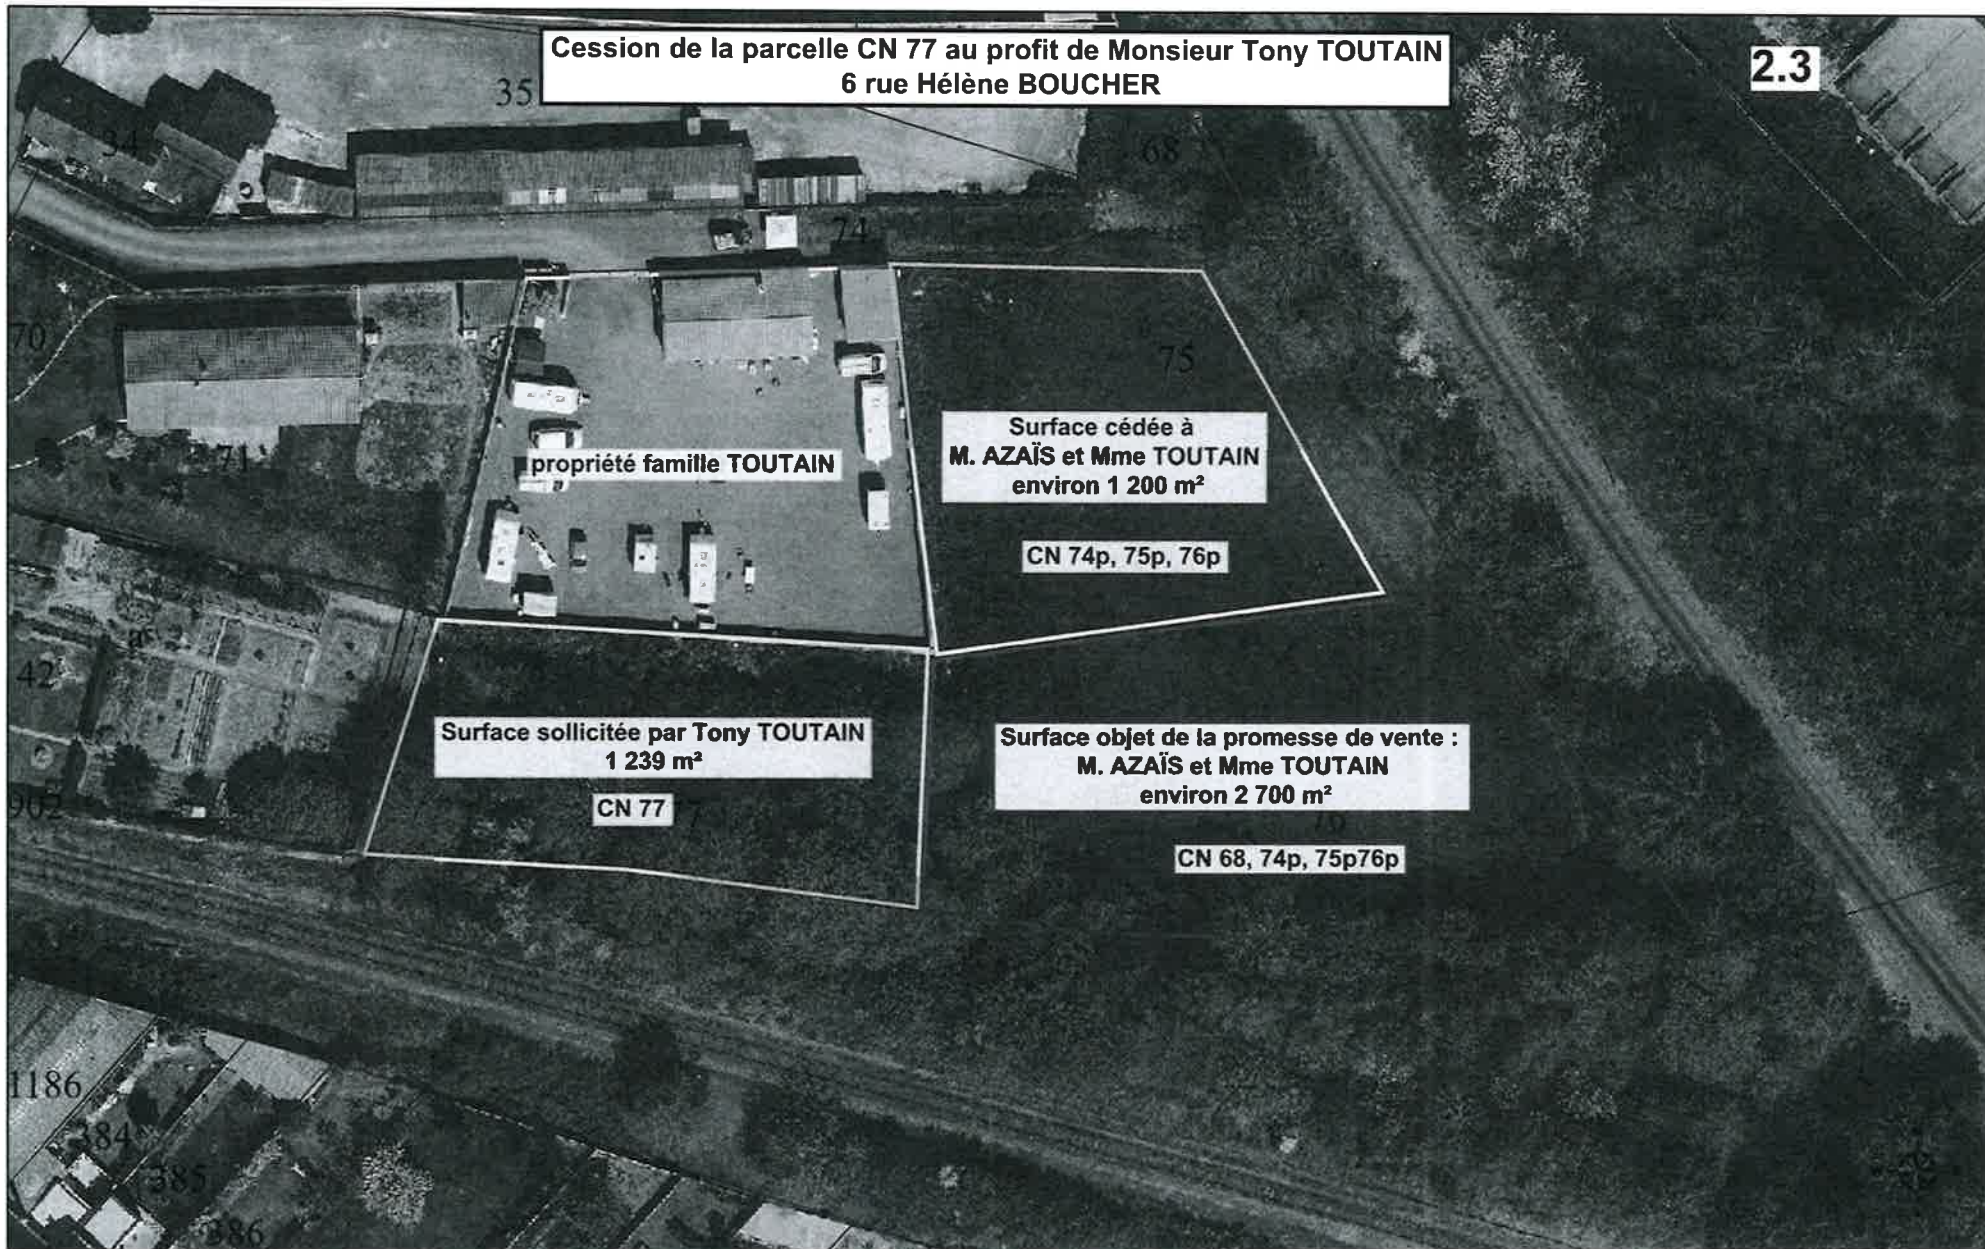 Cession de la parcelle CN 77 au profit de Monsieur Tony TOUTAIN
6 rue Hélène BOUCHER
2.3
35
34
68
74
70
75
71
propriété famille TOUTAIN
Surface cédée à
M. AZAÏS et Mme TOUTAIN
environ 1 200 m²
CN 74p, 75p, 76p
42
Surface sollicitée par Tony TOUTAIN
1 239 m²
CN 77
7
Surface objet de la promesse de vente :
M. AZAÏS et Mme TOUTAIN
environ 2 700 m²
76
CN 68, 74p, 75p76p
902
1186
384
385
386